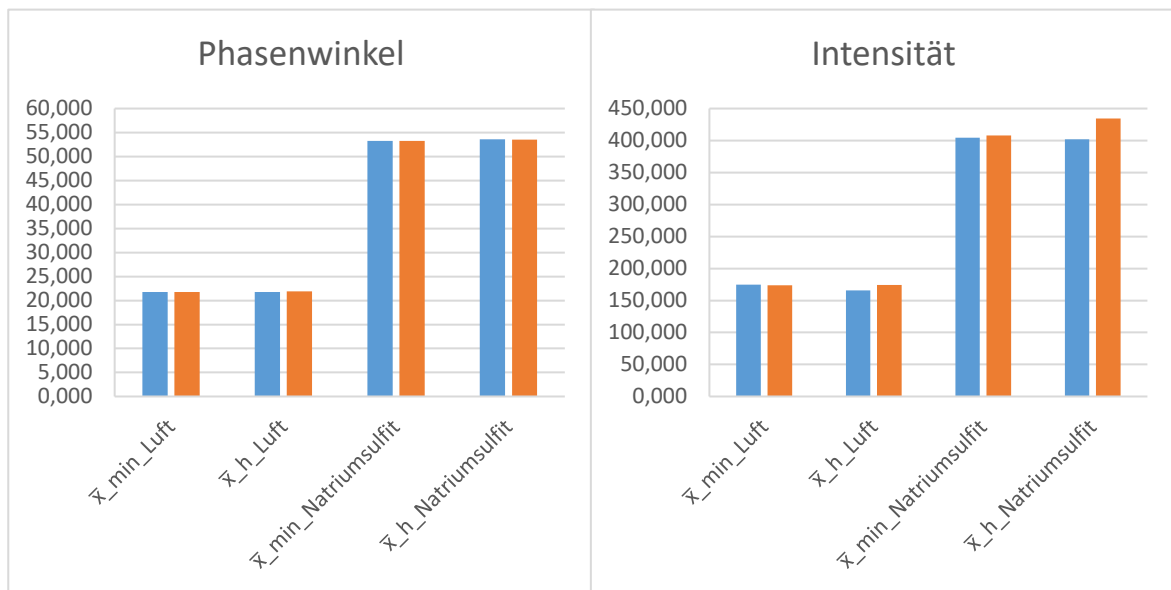 Phasenwinkel
60,000
55,000
50,000
45,000
40,000
35,000
30,000
25,000
20,000
15,000
10,000
5,000
0,000
x̅_min_Luft
x̅_h_Luft
x̅_min_Natriumsulfit
x̅_h_Natriumsulfit
Intensität
450,000
400,000
350,000
300,000
250,000
200,000
150,000
100,000
50,000
0,000
x̅_min_Luft
x̅_h_Luft
x̅_min_Natriumsulfit
x̅_h_Natriumsulfit